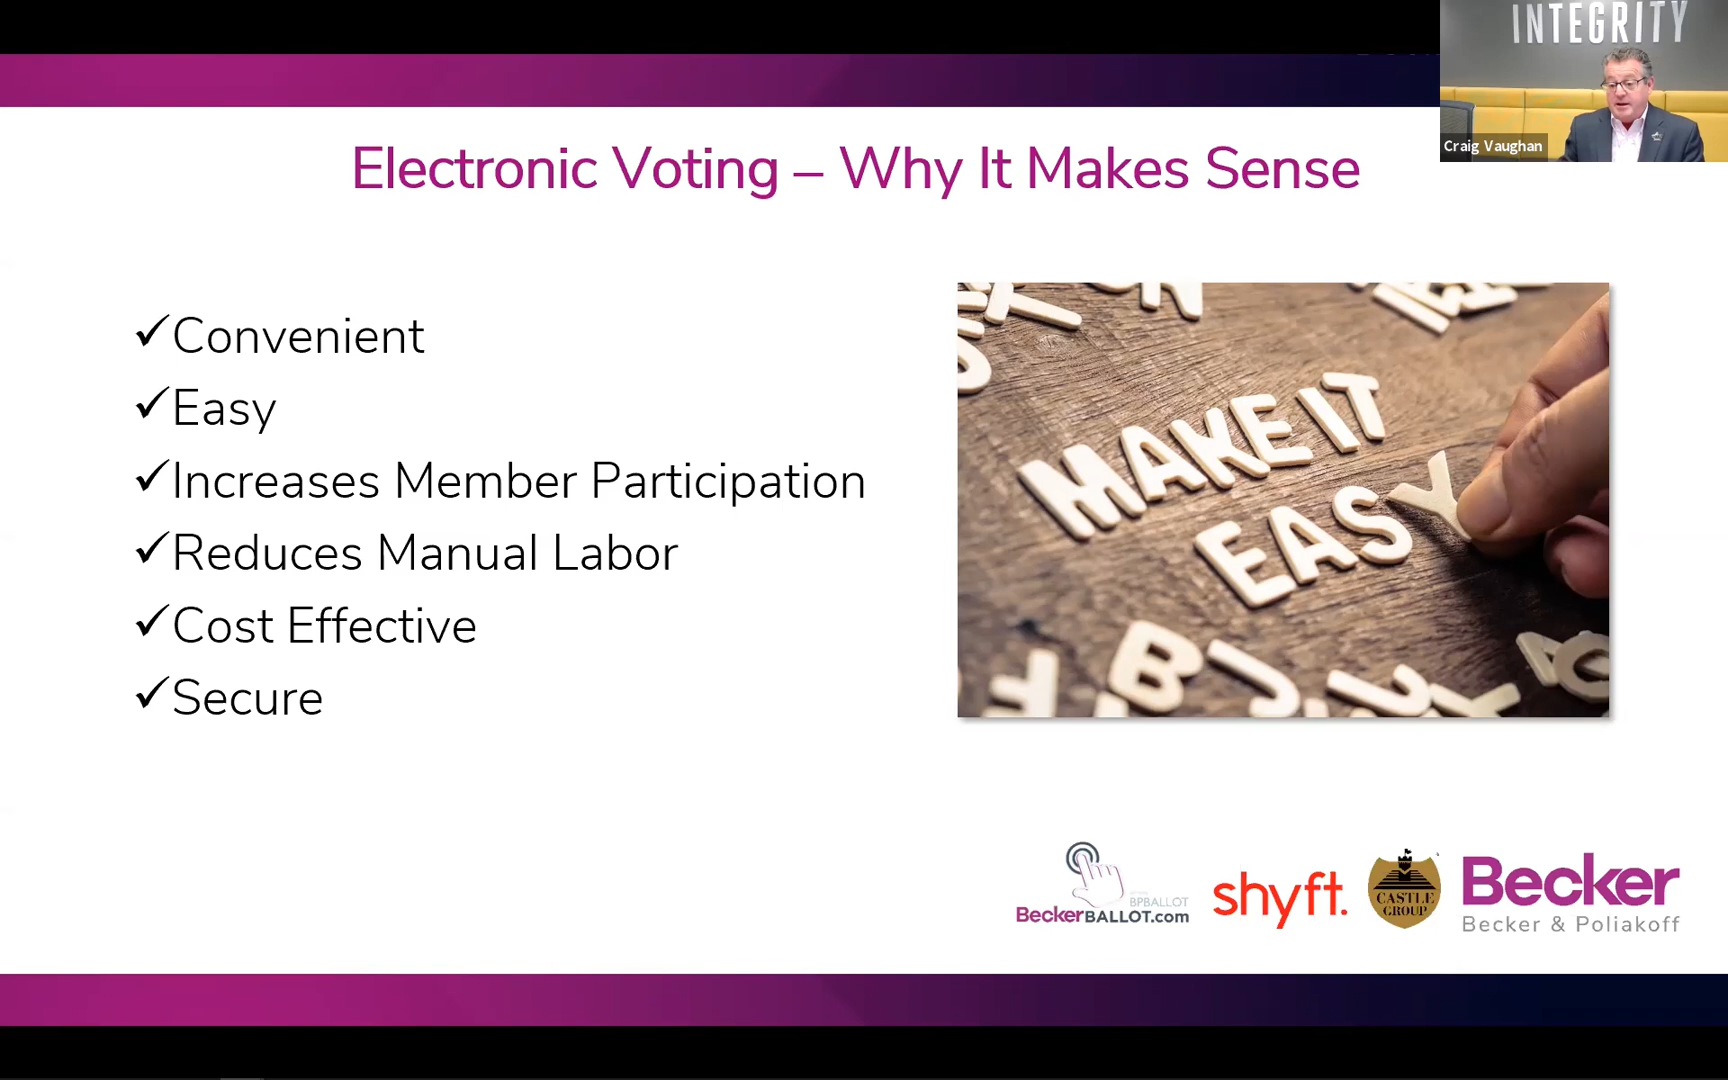 INTEGRITY
Craig Vaughan
Electronic Voting – Why It Makes Sense
✓Convenient
✓Easy
✓Increases Member Participation
✓Reduces Manual Labor
✓Cost Effective
✓Secure
MAKE IT
EASY
BPBALLOT
BeckerBALLOT.com
shyft.
CASTLE
GROUP
Becker
Becker & Poliakoff